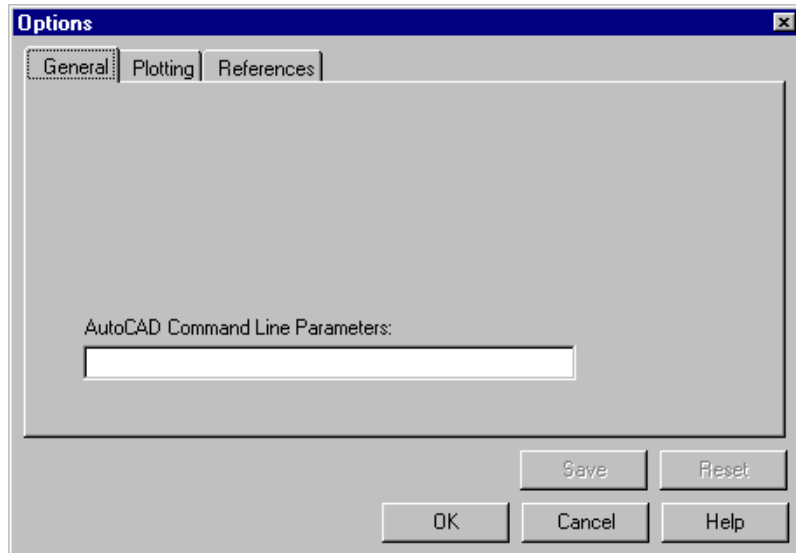 Options
General Plotting References
AutoCAD Command Line Parameters:
Save Reset
OK Cancel Help